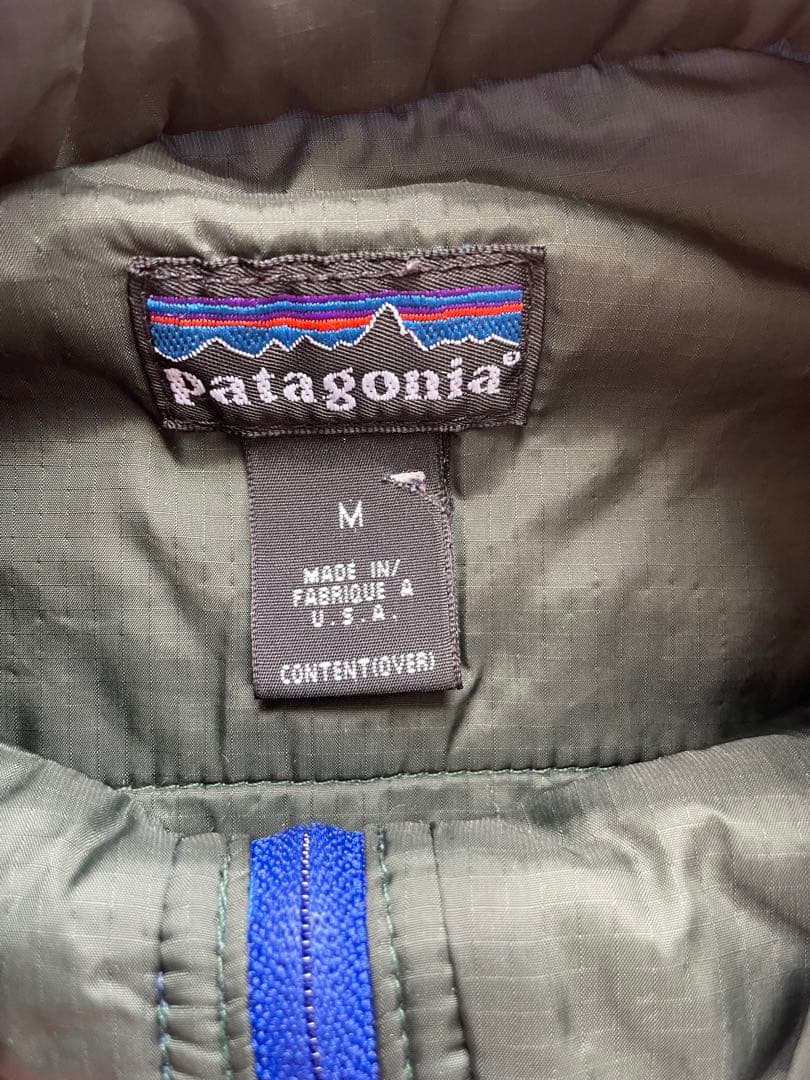 patagonia®
M
MADE IN/
FABRIQUE A
U.S.A.
CONTENT(OVER)